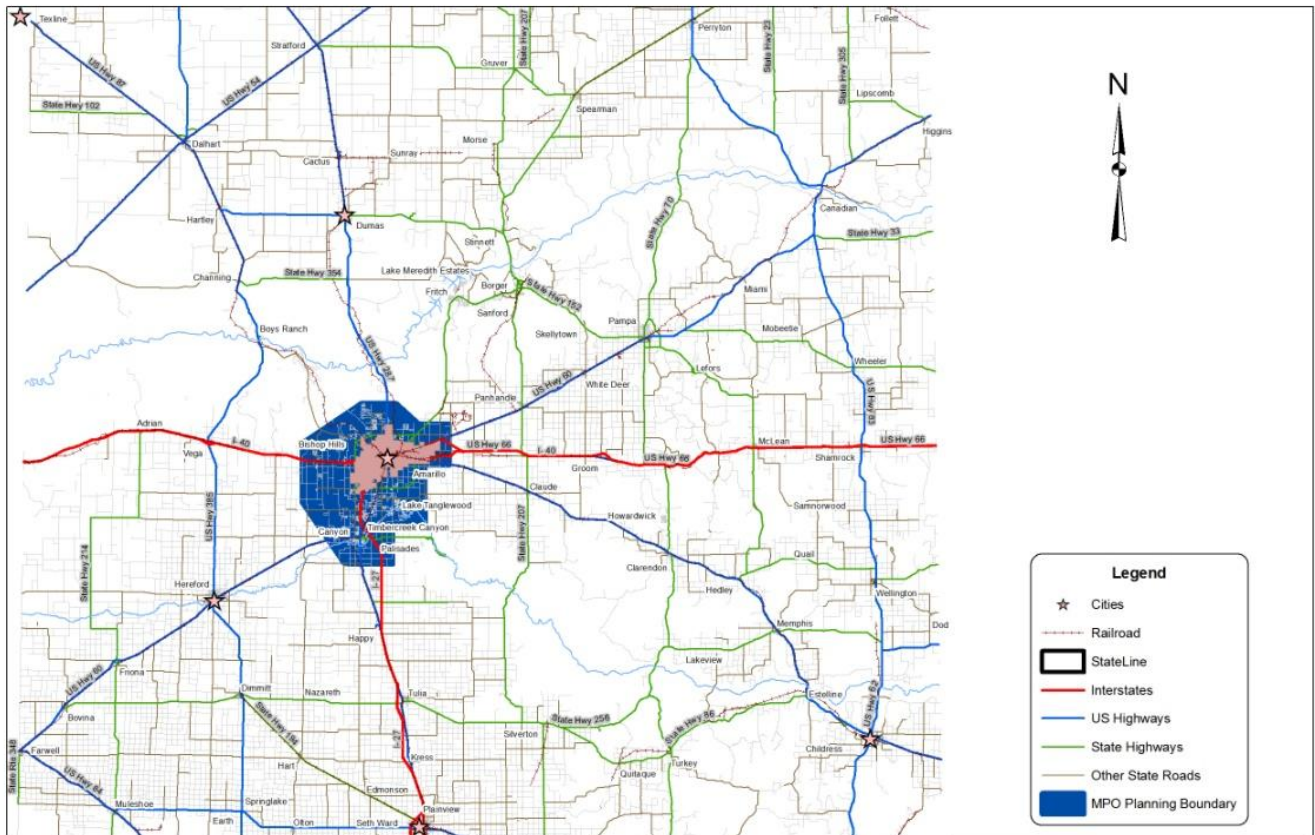 Texline
State Hwy 207
State Hwy 23
Follett
Perryton
Stratford
State Hwy 305
Gruver
US Hwy 87
US Hwy 54
Lipscomb
State Hwy 102
Spearman
Higgins
Dalhart
Morse
Sunray
Cactus
Canadian
Hartley
Dumas
State Hwy 70
State Hwy 33
Stinnett
Channing
State Hwy 354
Lake Meredith Estates
Borger
State Hwy 152
Miami
Fritch
Sanford
Boys Ranch
Skellytown
Pampa
Mobeetie
US Hwy 287
Wheeler
Lefors
US Hwy 60
White Deer
Panhandle
US Hwy 83
Adrian
Bishop Hills
I-40
Vega
US Hwy 66
I-40
McLean
US Hwy 66
Groom
US Hwy 66
Shamrock
Amarillo
Claude
Lake Tanglewood
Samnorwood
US Hwy 385
Howardwick
Canyon
Timbercreek Canyon
State Hwy 207
Palisades
State Hwy 214
Quail
Clarendon
I-27
Hereford
Hedley
Wellington
Happy
Memphis
Dod
Lakeview
Friona
US Hwy 60
Dimmitt
Nazareth
Tulia
Estelline
US Hwy 62
Bovina
State Hwy 194
State Hwy 256
State Hwy 86
Silverton
I-27
Childress
Farwell
State Rte 348
Kress
Turkey
Hart
Quitaque
US Hwy 84
Edmonson
Muleshoe
Springlake
Plainview
Earth
Olton
Seth Ward
N
Legend
Cities
Railroad
StateLine
Interstates
US Highways
State Highways
Other State Roads
MPO Planning Boundary